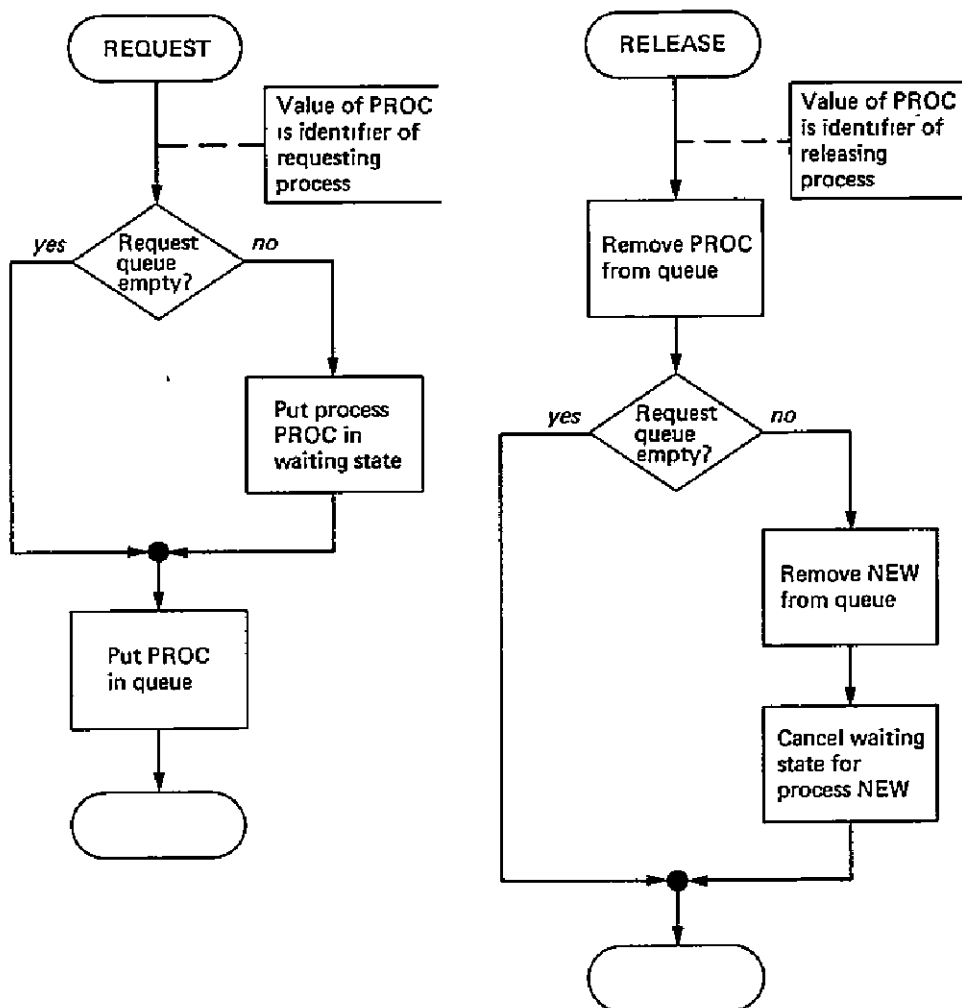 REQUEST
Value of PROC
is identifier of
requesting
process
yes
Request
queue
empty?
no
Put process
PROC in
waiting state
Put PROC
in queue
RELEASE
Value of PROC
is identifier of
releasing
process
Remove PROC
from queue
yes
Request
queue
empty?
no
Remove NEW
from queue
Cancel waiting
state for
process NEW